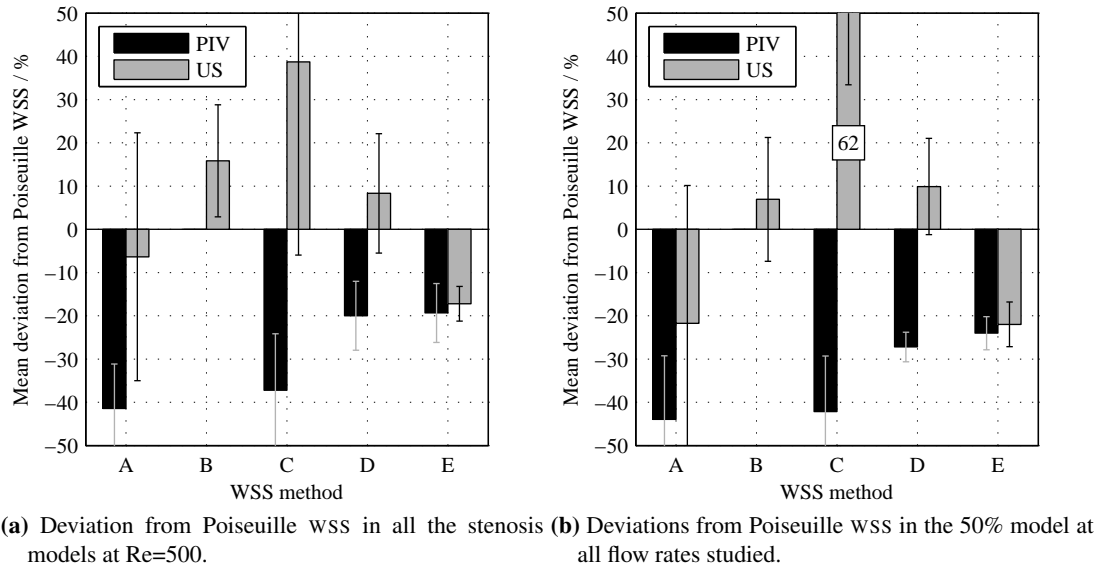 Mean deviation from Poiseuille WSS / %
50
40
30
20
10
0
−10
−20
−30
−40
−50
PIV
US
A B C D E
WSS method
(a) Deviation from Poiseuille WSS in all the stenosis
models at Re=500.
Mean deviation from Poiseuille WSS / %
50
40
30
20
10
0
−10
−20
−30
−40
−50
PIV
US
62
A B C D E
WSS method
(b) Deviations from Poiseuille WSS in the 50% model at
all flow rates studied.